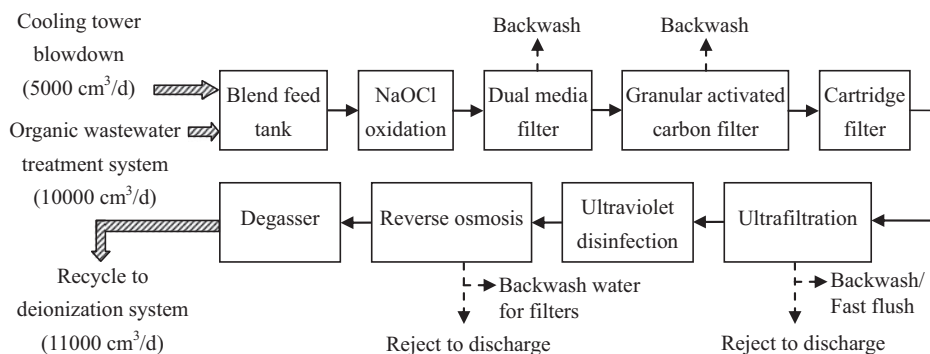 Cooling tower
blowdown
(5000 cm³/d)
Organic wastewater
treatment system
(10000 cm³/d)
Blend feed
tank
NaOCl
oxidation
Backwash
Dual media
filter
Backwash
Granular activated
carbon filter
Cartridge
filter
Ultrafiltration
Backwash/
Fast flush
Reject to discharge
Ultraviolet
disinfection
Reverse osmosis
Backwash water
for filters
Reject to discharge
Degasser
Recycle to
deionization system
(11000 cm³/d)